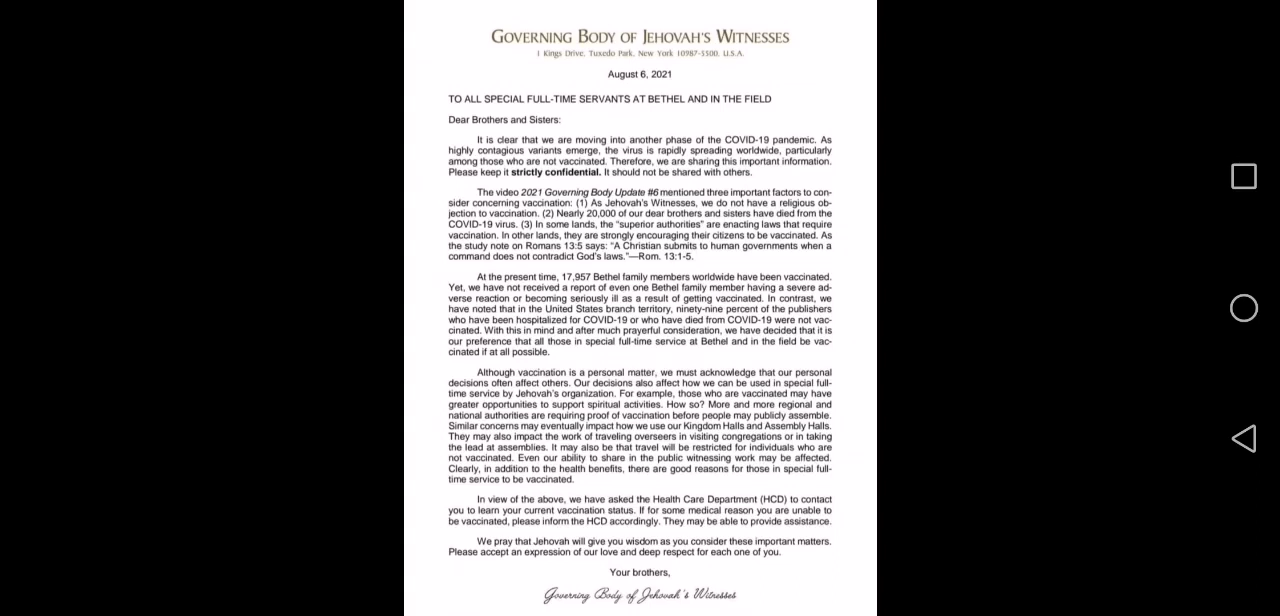 GOVERNING BODY OF JEHOVAH'S WITNESSES
1 Kings Drive, Tuxedo Park, New York 10987-5500, U.S.A.
August 6, 2021
TO ALL SPECIAL FULL-TIME SERVANTS AT BETHEL AND IN THE FIELD
Dear Brothers and Sisters:
It is clear that we are moving into another phase of the COVID-19 pandemic. As
highly contagious variants emerge, the virus is rapidly spreading worldwide, particularly
among those who are not vaccinated. Therefore, we are sharing this important information.
Please keep it strictly confidential. It should not be shared with others.
The video 2021 Governing Body Update #6 mentioned three important factors to con-
sider concerning vaccination: (1) As Jehovah's Witnesses, we do not have a religious ob-
jection to vaccination. (2) Nearly 20,000 of our dear brothers and sisters have died from the
COVID-19 virus. (3) In some lands, the "superior authorities" are enacting laws that require
vaccination. In other lands, they are strongly encouraging their citizens to be vaccinated. As
the study note on Romans 13:5 says: "A Christian submits to human governments when a
command does not contradict God's laws."—Rom. 13:1-5.
At the present time, 17,957 Bethel family members worldwide have been vaccinated.
Yet, we have not received a report of even one Bethel family member having a severe ad-
verse reaction or becoming seriously ill as a result of getting vaccinated. In contrast, we
have noted that in the United States branch territory, ninety-nine percent of the publishers
who have been hospitalized for COVID-19 or who have died from COVID-19 were not vac-
cinated. With this in mind and after much prayerful consideration, we have decided that it is
our preference that all those in special full-time service at Bethel and in the field be vac-
cinated if at all possible.
Although vaccination is a personal matter, we must acknowledge that our personal
decisions often affect others. Our decisions also affect how we can be used in special full-
time service by Jehovah's organization. For example, those who are vaccinated may have
greater opportunities to support spiritual activities. How so? More and more regional and
national authorities are requiring proof of vaccination before people may publicly assemble.
Similar concerns may eventually impact how we use our Kingdom Halls and Assembly Halls.
They may also impact the work of traveling overseers in visiting congregations or in taking
the lead at assemblies. It may also be that travel will be restricted for individuals who are
not vaccinated. Even our ability to share in the public witnessing work may be affected.
Clearly, in addition to the health benefits, there are good reasons for those in special full-
time service to be vaccinated.
In view of the above, we have asked the Health Care Department (HCD) to contact
you to learn your current vaccination status. If for some medical reason you are unable to
be vaccinated, please inform the HCD accordingly. They may be able to provide assistance.
We pray that Jehovah will give you wisdom as you consider these important matters.
Please accept an expression of our love and deep respect for each one of you.
Your brothers,
Governing Body of Jehovah's Witnesses